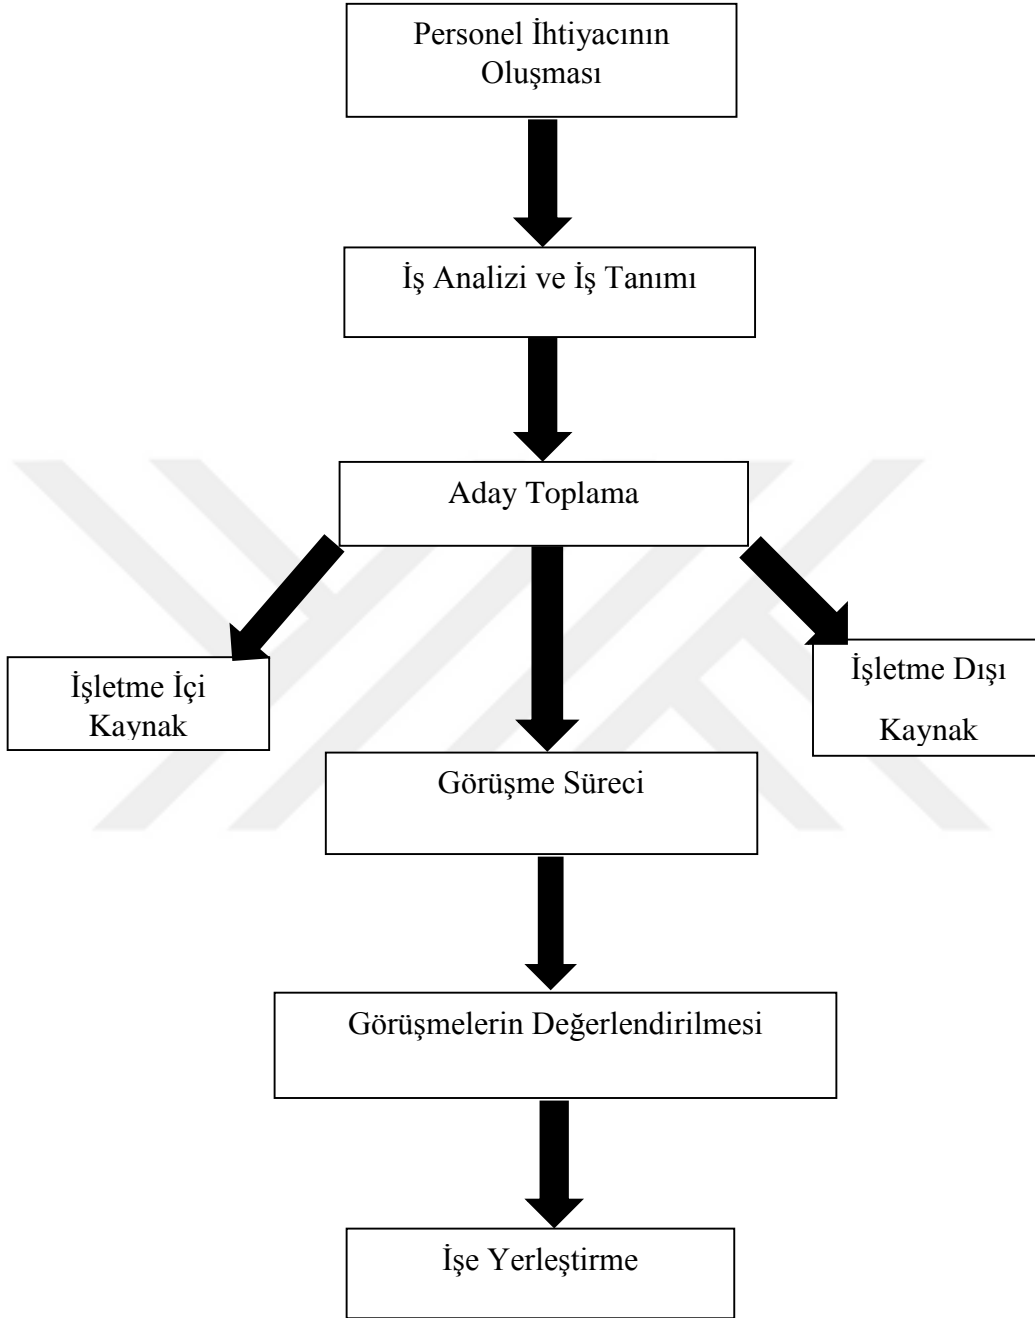 Personel İhtiyacının
Oluşması
İş Analizi ve İş Tanımı
Aday Toplama
İşletme İçi
Kaynak
İşletme Dışı
Kaynak
Görüşme Süreci
Görüşmelerin Değerlendirilmesi
İşe Yerleştirme